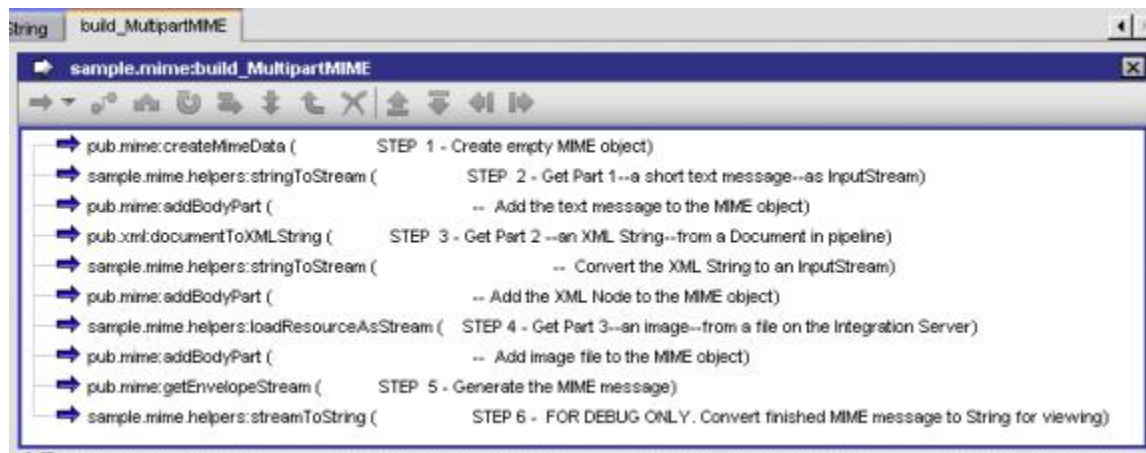 String build_MutipartMIME
sample.mime:build_MultipartMIME
pub.mime:createMimeData ( STEP 1 - Create empty MIME object)
sample.mime.helpers:stringToStream ( STEP 2 - Get Part 1--a short text message--as InputStream)
pub.mime:addBodyPart ( -- Add the text message to the MIME object)
pub.xml:documentToXMLString ( STEP 3 - Get Part 2 --an XML String--from a Document in pipeline)
sample.mime.helpers:stringToStream ( -- Convert the XML String to an InputStream)
pub.mime:addBodyPart ( -- Add the XML Node to the MIME object)
sample.mime.helpers:loadResourceAsStream ( STEP 4 - Get Part 3--an image--from a file on the Integration Server)
pub.mime:addBodyPart ( -- Add image file to the MIME object)
pub.mime:getEnvelopeStream ( STEP 5 - Generate the MIME message)
sample.mime.helpers:streamToString ( STEP 6 - FOR DEBUG ONLY. Convert finished MIME message to String for viewing)